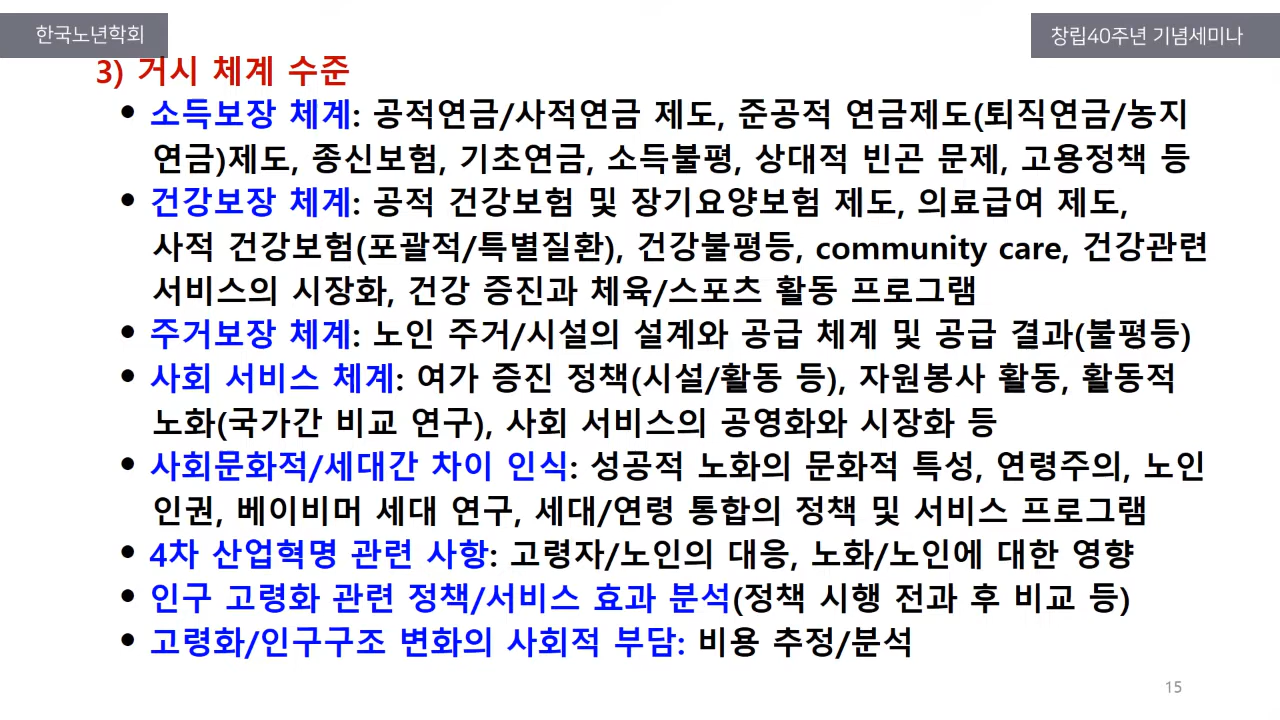 한국노년학회
창립40주년 기념세미나
3) 거시 체계 수준
• 소득보장 체계: 공적연금/사적연금 제도, 준공적 연금제도(퇴직연금/농지
연금)제도, 종신보험, 기초연금, 소득불평, 상대적 빈곤 문제, 고용정책 등
• 건강보장 체계: 공적 건강보험 및 장기요양보험 제도, 의료급여 제도,
사적 건강보험(포괄적/특별질환), 건강불평등, community care, 건강관련
서비스의 시장화, 건강 증진과 체육/스포츠 활동 프로그램
• 주거보장 체계: 노인 주거/시설의 설계와 공급 체계 및 공급 결과(불평등)
• 사회 서비스 체계: 여가 증진 정책(시설/활동 등), 자원봉사 활동, 활동적
노화(국가간 비교 연구), 사회 서비스의 공영화와 시장화 등
• 사회문화적/세대간 차이 인식: 성공적 노화의 문화적 특성, 연령주의, 노인
인권, 베이비머 세대 연구, 세대/연령 통합의 정책 및 서비스 프로그램
• 4차 산업혁명 관련 사항: 고령자/노인의 대응, 노화/노인에 대한 영향
• 인구 고령화 관련 정책/서비스 효과 분석(정책 시행 전과 후 비교 등)
• 고령화/인구구조 변화의 사회적 부담: 비용 추정/분석
15